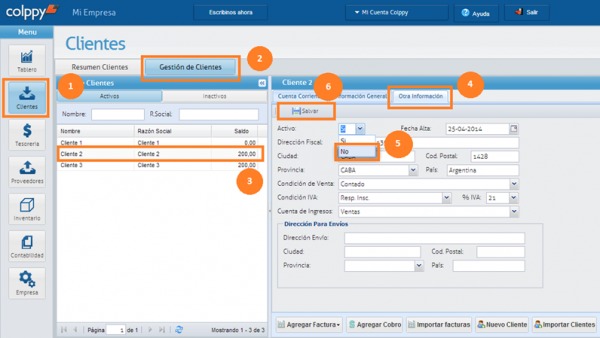 colppy
Mi Empresa
Escríbinos ahora
Mi Cuenta Colppy
Ayuda
Salir
Menu
Tablero
Clientes
Tesorería
Proveedores
Inventario
Contabilidad
Empresa
Clientes
Resumen Clientes
Gestión de Clientes
2
1
Clientes
Activos
Inactivos
Nombre:
R.Social:
Nombre
Razón Social
Saldo
Cliente 1
Cliente 1
0,00
Cliente 2
Cliente 2
200,00
Cliente 3
Cliente 3
200,00
3
Página
1
de 1
Mostrando 1 - 3 de 3
Cliente 2
6
4
Información General
Otra Información
Salvar
Activo:
Si
Fecha Alta:
25-04-2014
Si
No
5
Dirección Fiscal:
Ciudad:
CABA
Cod. Postal:
1428
Provincia:
CABA
País:
Argentina
Condición de Venta:
Contado
Condición IVA:
Resp. Insc.
% IVA:
21
Cuenta de Ingresos:
Ventas
Dirección Para Envíos
Dirección Envío:
Ciudad:
Cod. Postal:
Provincia:
País:
Agregar Factura
Agregar Cobro
Importar facturas
Nuevo Cliente
Importar Clientes